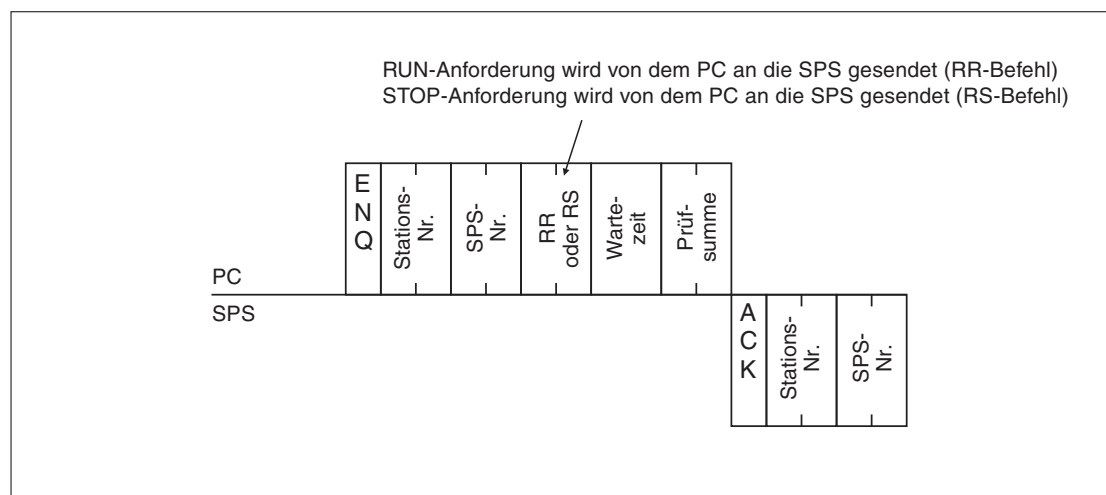 RUN-Anforderung wird von dem PC an die SPS gesendet (RR-Befehl)
STOP-Anforderung wird von dem PC an die SPS gesendet (RS-Befehl)
E
N
Q
Stations-
Nr.
SPS-
Nr.
RR
oder RS
Warte-
zeit
Prüf-
summe
PC
SPS
A
C
K
Stations-
Nr.
SPS-
Nr.